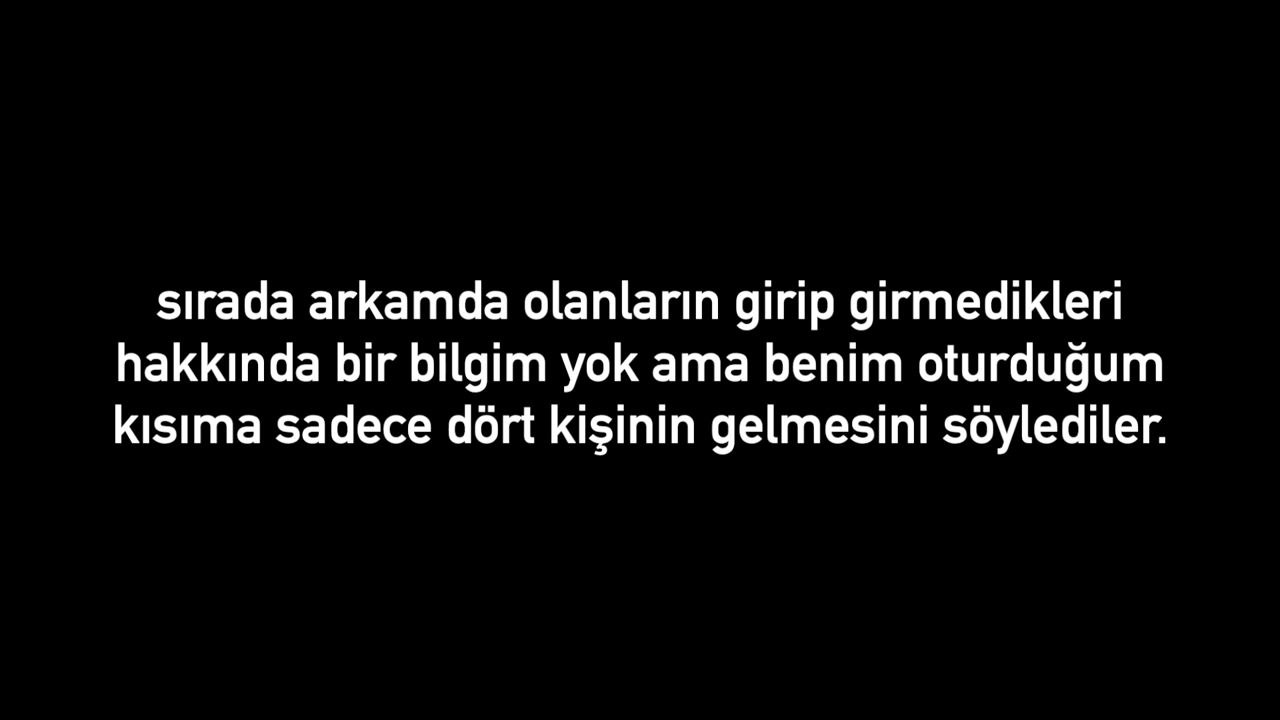 sırada arkamda olanların girip girmedikleri
hakkında bir bilgim yok ama benim oturduğum
kısıma sadece dört kişinin gelmesini söylediler.